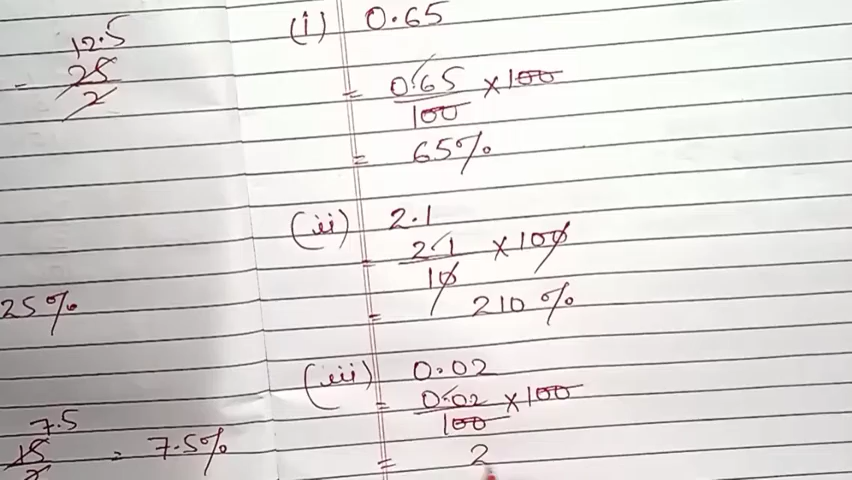 12.5
= 25/2
25%
7.5
15/2 = 7.5%
(i) 0.65
= 0.65/100 × 100
= 65%
(ii) 2.1
= 2.1/10 × 100
= 210%
(iii) 0.02
= 0.02/100 × 100
= 2